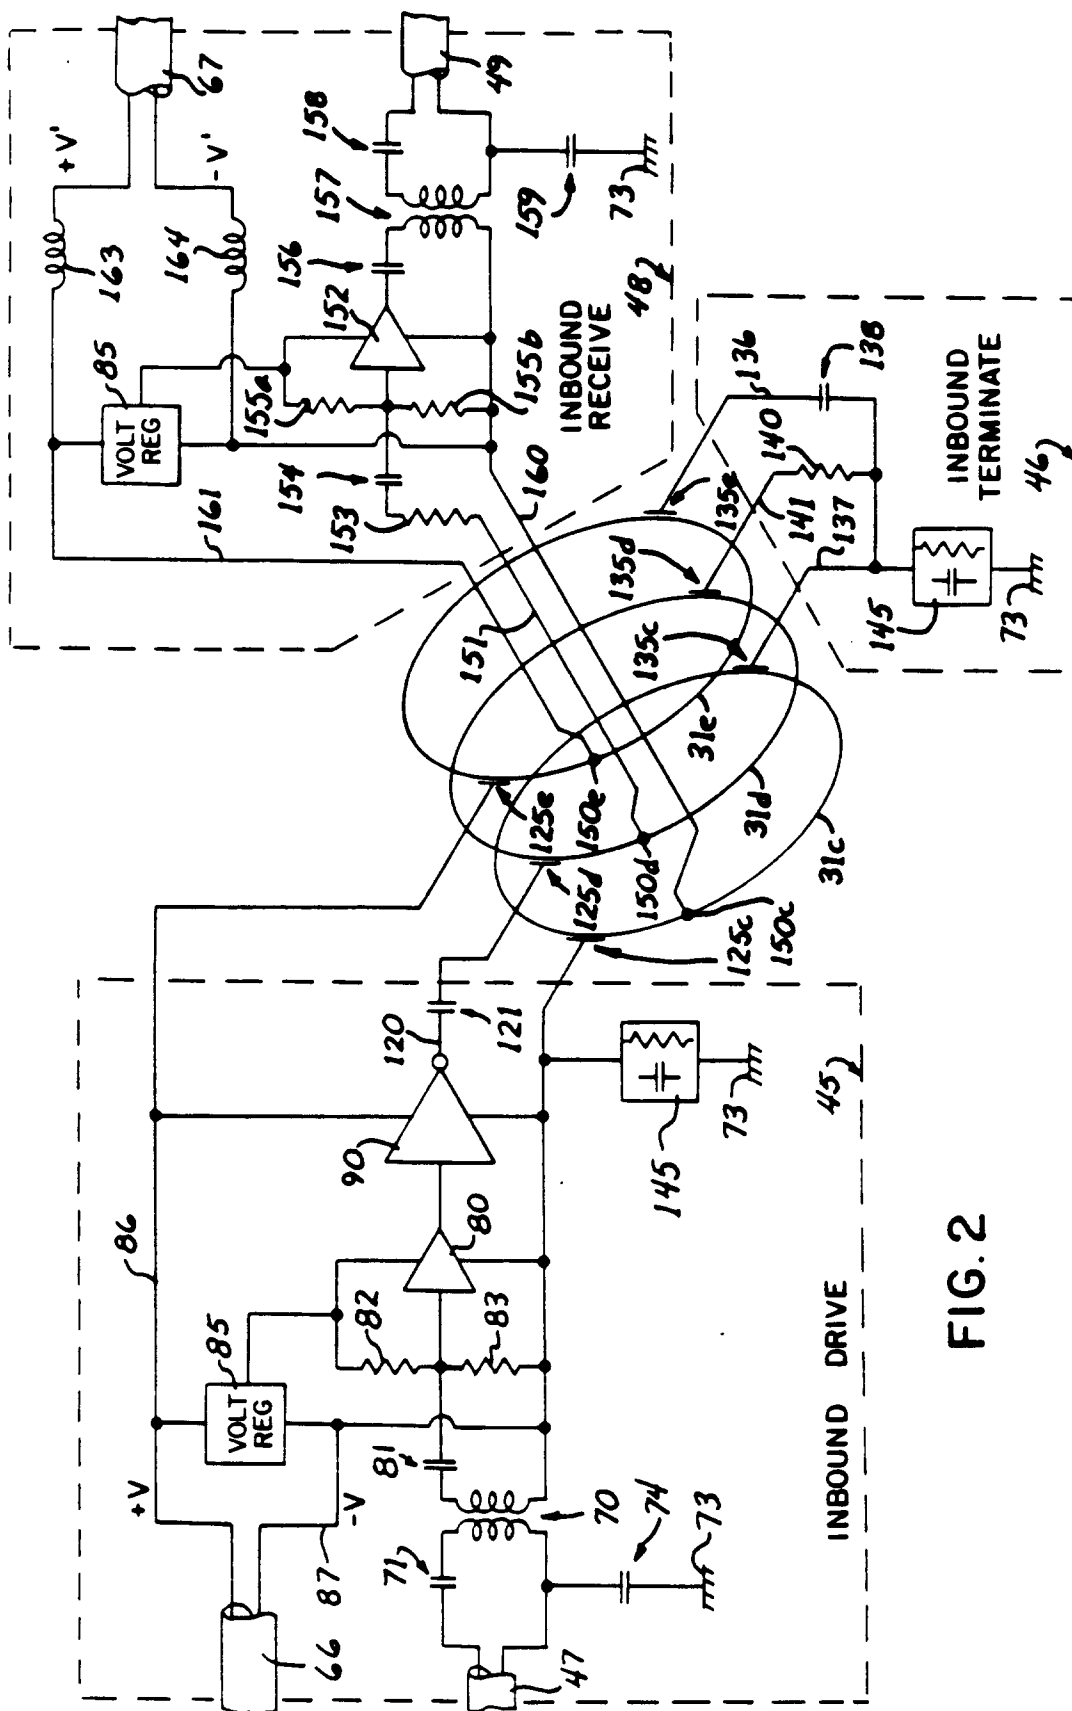 67
+V'
-V'
163
164
85
VOLT
REG
161
155a
152
156
157
158
49
159
73
154
153
155b
160
INBOUND
RECEIVE
48
151
135e
136
138
140
141
137
INBOUND
TERMINATE
46
145
73
135d
135c
31e
31d
31c
125e
150e
125d
150d
125c
150c
86
+V
-V
85
VOLT
REG
87
66
90
120
121
80
82
83
81
71
70
74
73
47
145
73
45
INBOUND DRIVE
FIG. 2